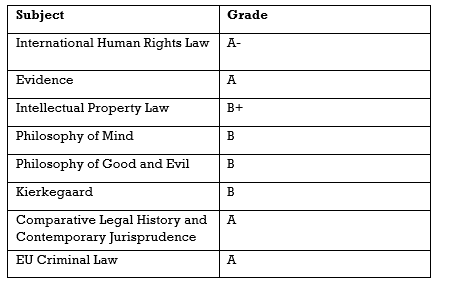 Subject Grade
International Human Rights Law A-
Evidence A
Intellectual Property Law B+
Philosophy of Mind B
Philosophy of Good and Evil B
Kierkegaard B
Comparative Legal History and A
Contemporary Jurisprudence
EU Criminal Law A